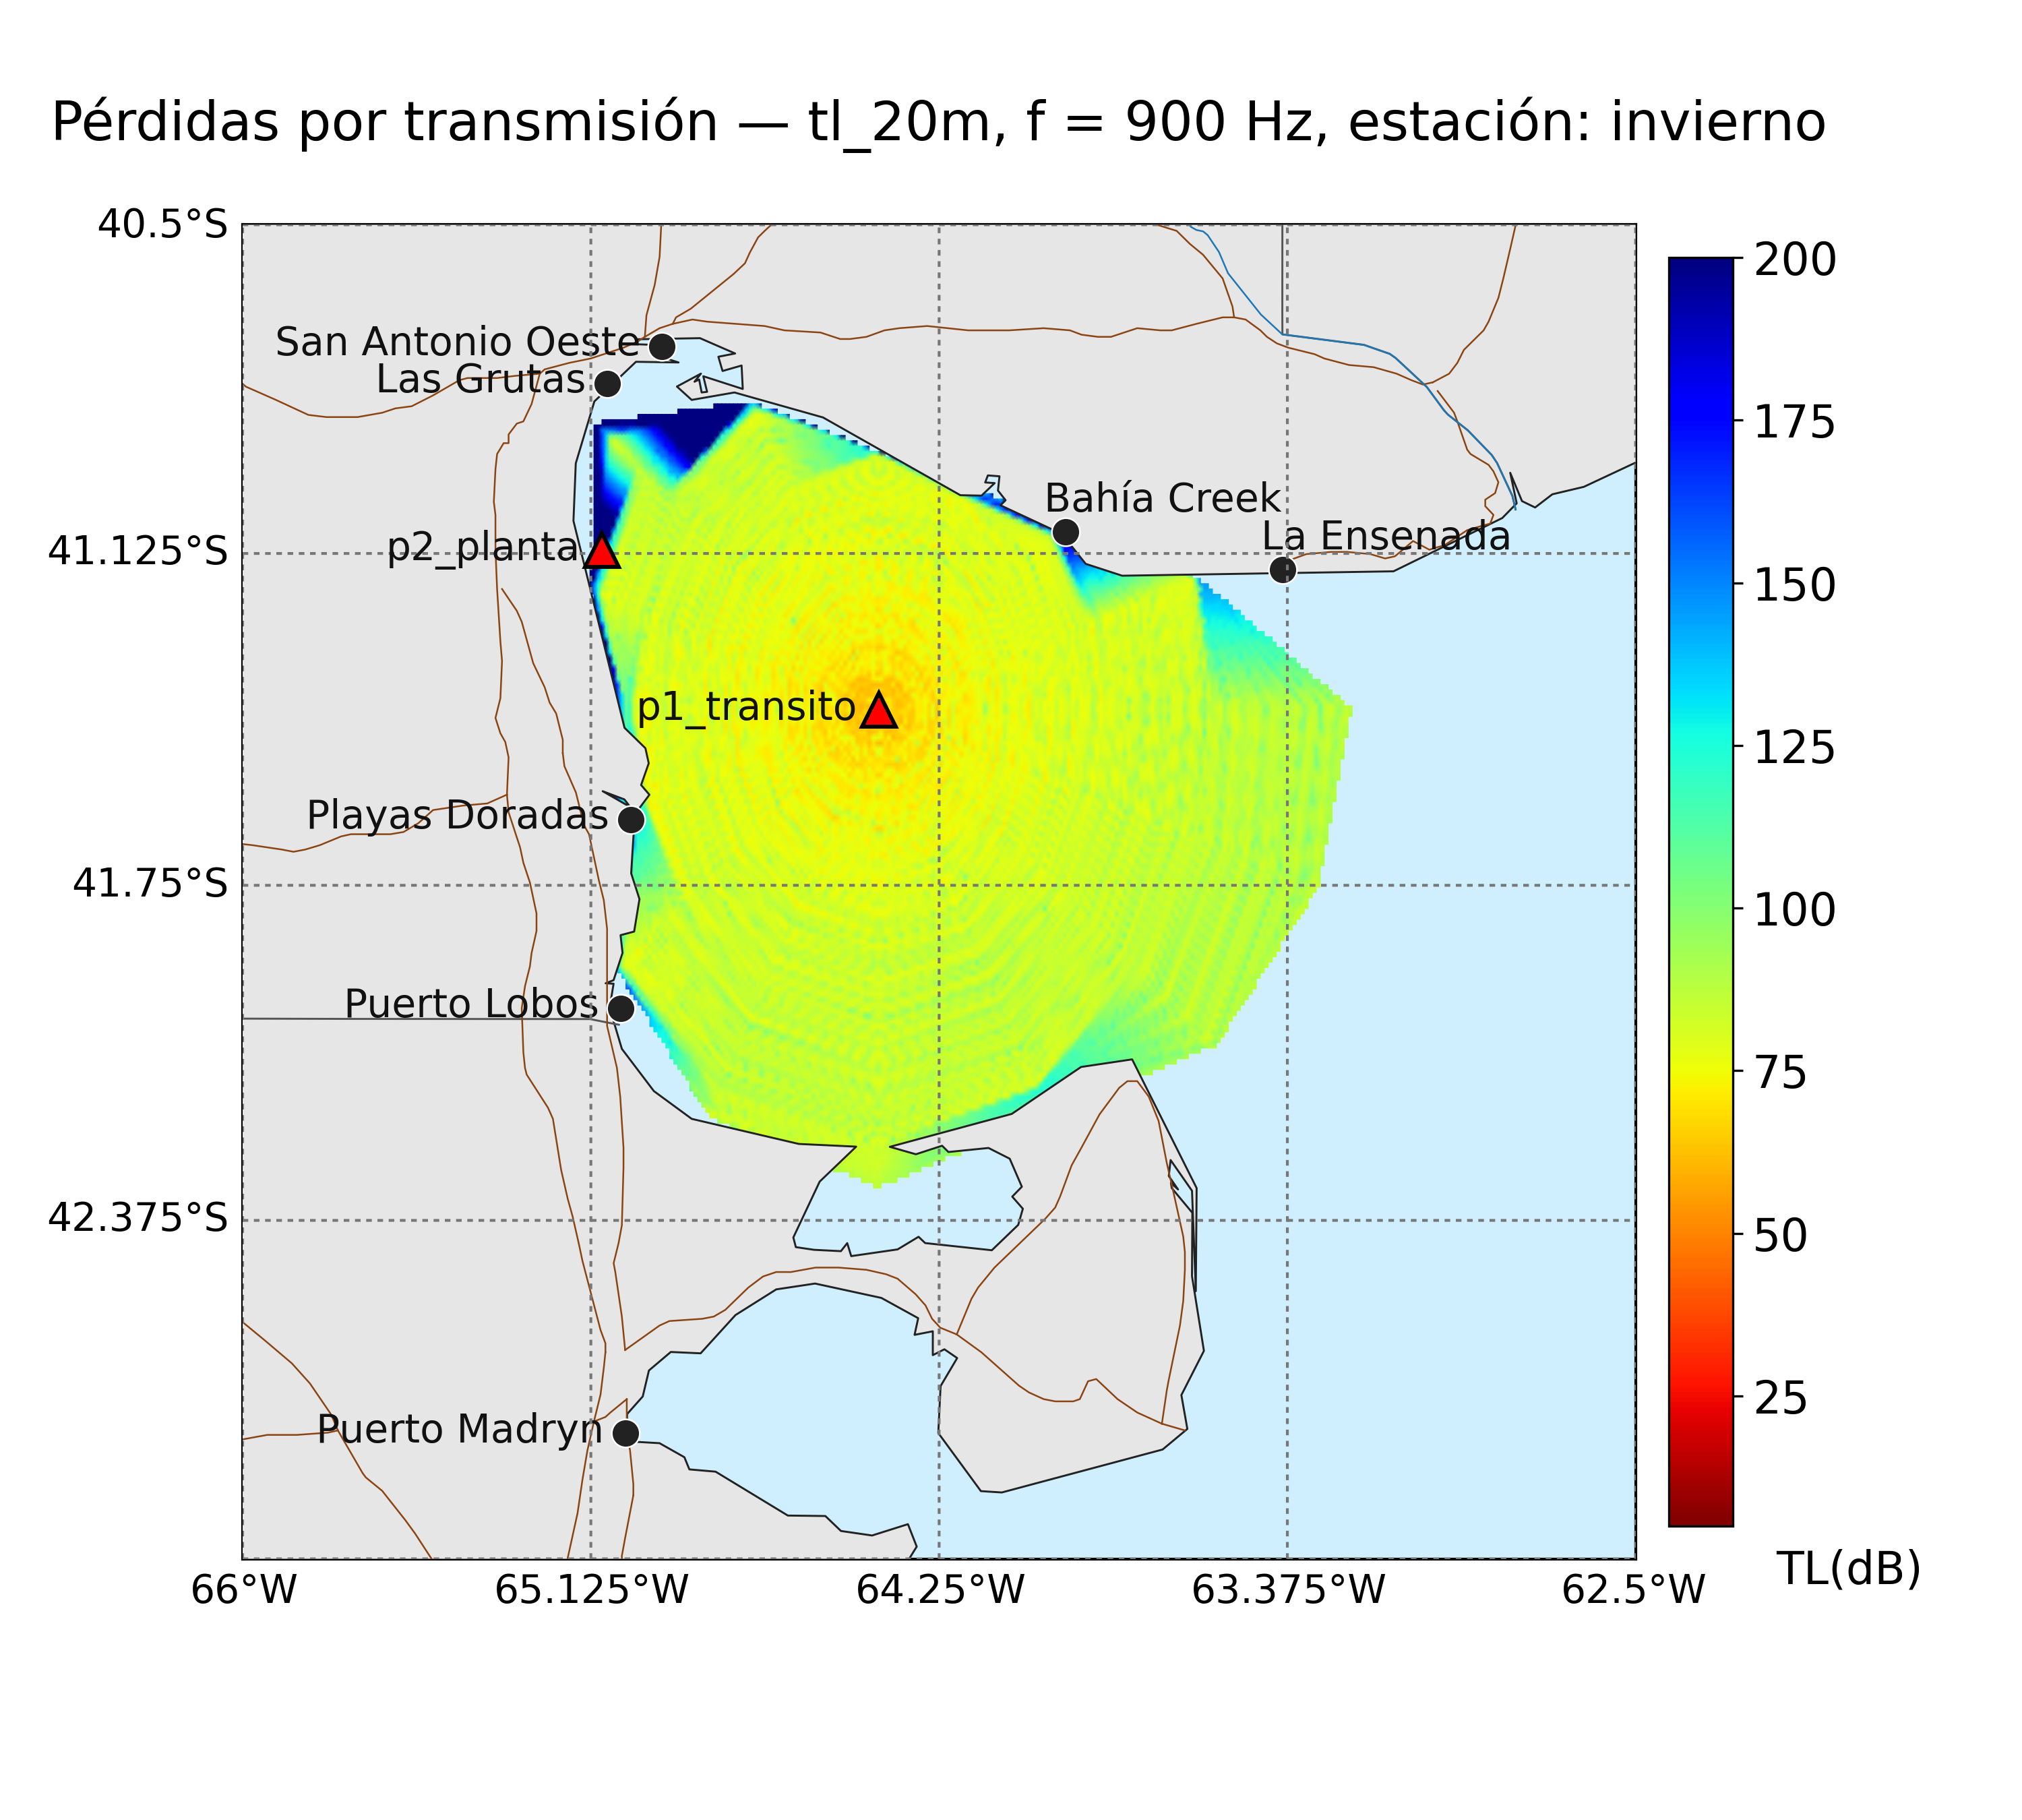 Pérdidas por transmisión — tl_20m, f = 900 Hz, estación: invierno
40.5°S
41.125°S
41.75°S
42.375°S
San Antonio Oeste
Las Grutas
Bahía Creek
La Ensenada
p2_planta
p1_transito
Playas Doradas
Puerto Lobos
Puerto Madryn
66°W
65.125°W
64.25°W
63.375°W
62.5°W
200
175
150
125
100
75
50
25
TL(dB)